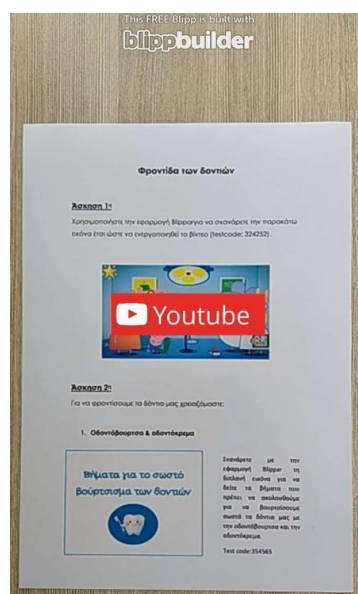 This FREE Blipp is built with
blippbuilder
Φροντίδα των δοντιών
Άσκηση 1η
Χρησιμοποιήστε την εφαρμογή Blipparγια να σκανάρετε την παρακάτω
εικόνα έτσι ώστε να ενεργοποιηθεί το βίντεο (testcode: 324252).
Youtube
Άσκηση 2η
Για να φροντίσουμε τα δόντια μας χρειαζόμαστε:
1. Οδοντόβουρτσα & οδοντόκρεμα
Βήματα για το σωστό
βούρτσισμα των δοντιών
Σκανάρετε με την
εφαρμογή Blippar τη
διπλανή εικόνα για να
δείτε τα βήματα που
πρέπει να ακολουθούμε
για να βουρτσίσουμε
σωστά τα δόντια μας με
την οδοντόβουρτσα και την
οδοντόκρεμα.
Test code:354565